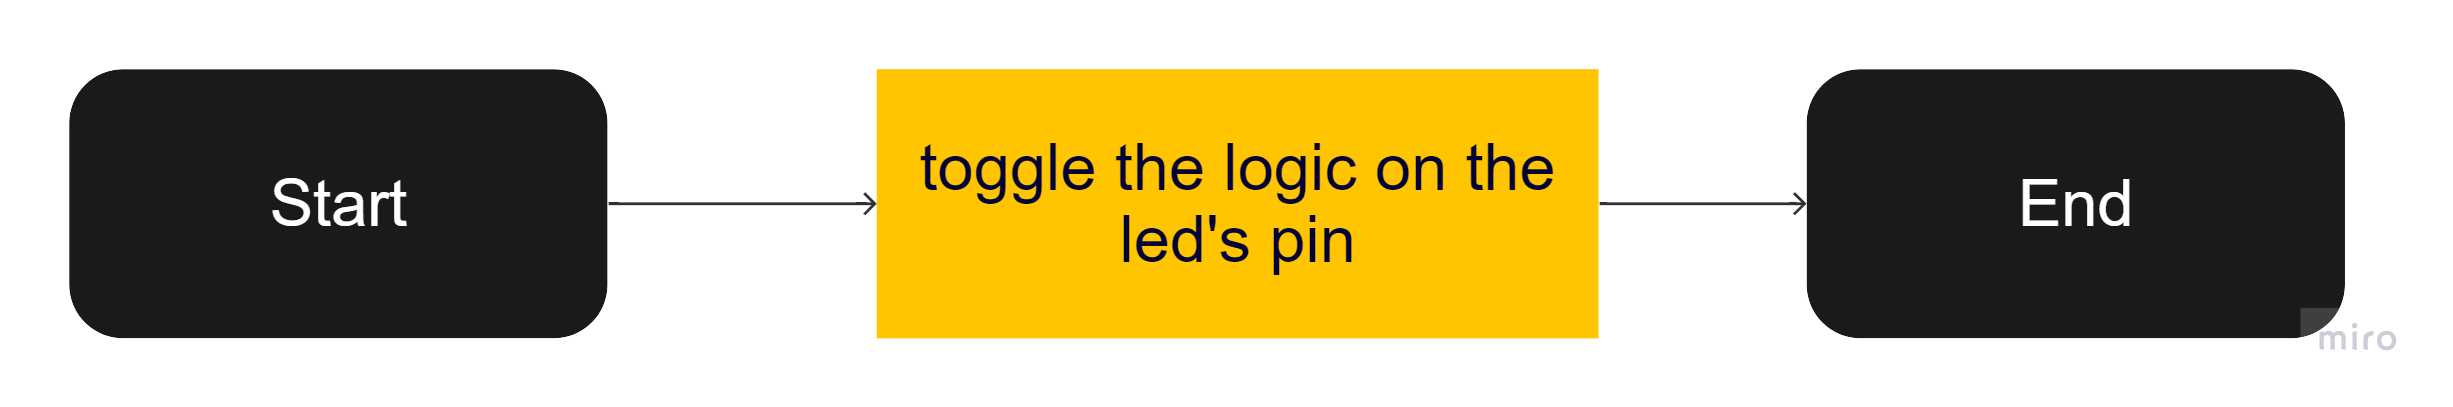 Start
toggle the logic on the
led's pin
End
miro